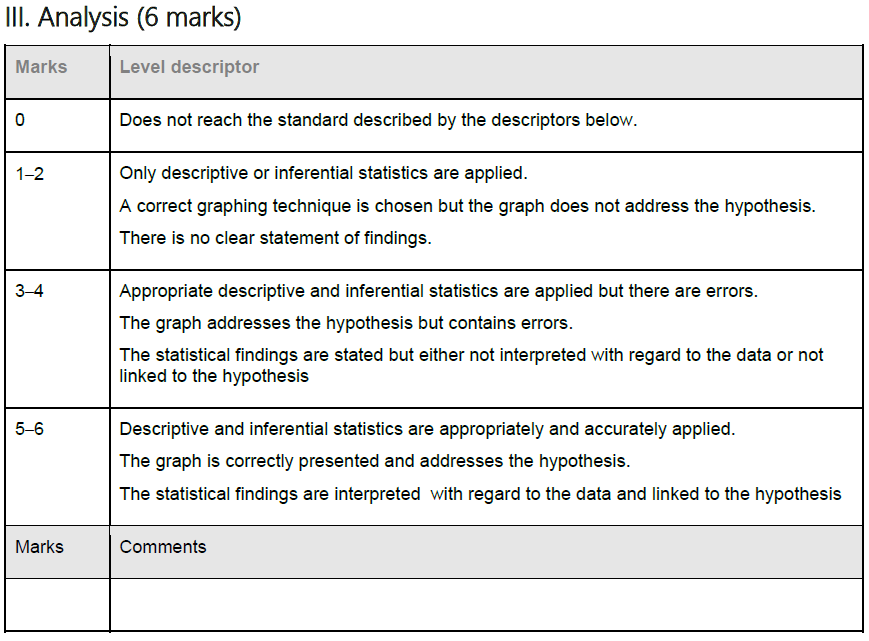 III. Analysis (6 marks)
Marks Level descriptor
0 Does not reach the standard described by the descriptors below.
1–2 Only descriptive or inferential statistics are applied.
A correct graphing technique is chosen but the graph does not address the hypothesis.
There is no clear statement of findings.
3–4 Appropriate descriptive and inferential statistics are applied but there are errors.
The graph addresses the hypothesis but contains errors.
The statistical findings are stated but either not interpreted with regard to the data or not
linked to the hypothesis
5–6 Descriptive and inferential statistics are appropriately and accurately applied.
The graph is correctly presented and addresses the hypothesis.
The statistical findings are interpreted with regard to the data and linked to the hypothesis
Marks Comments